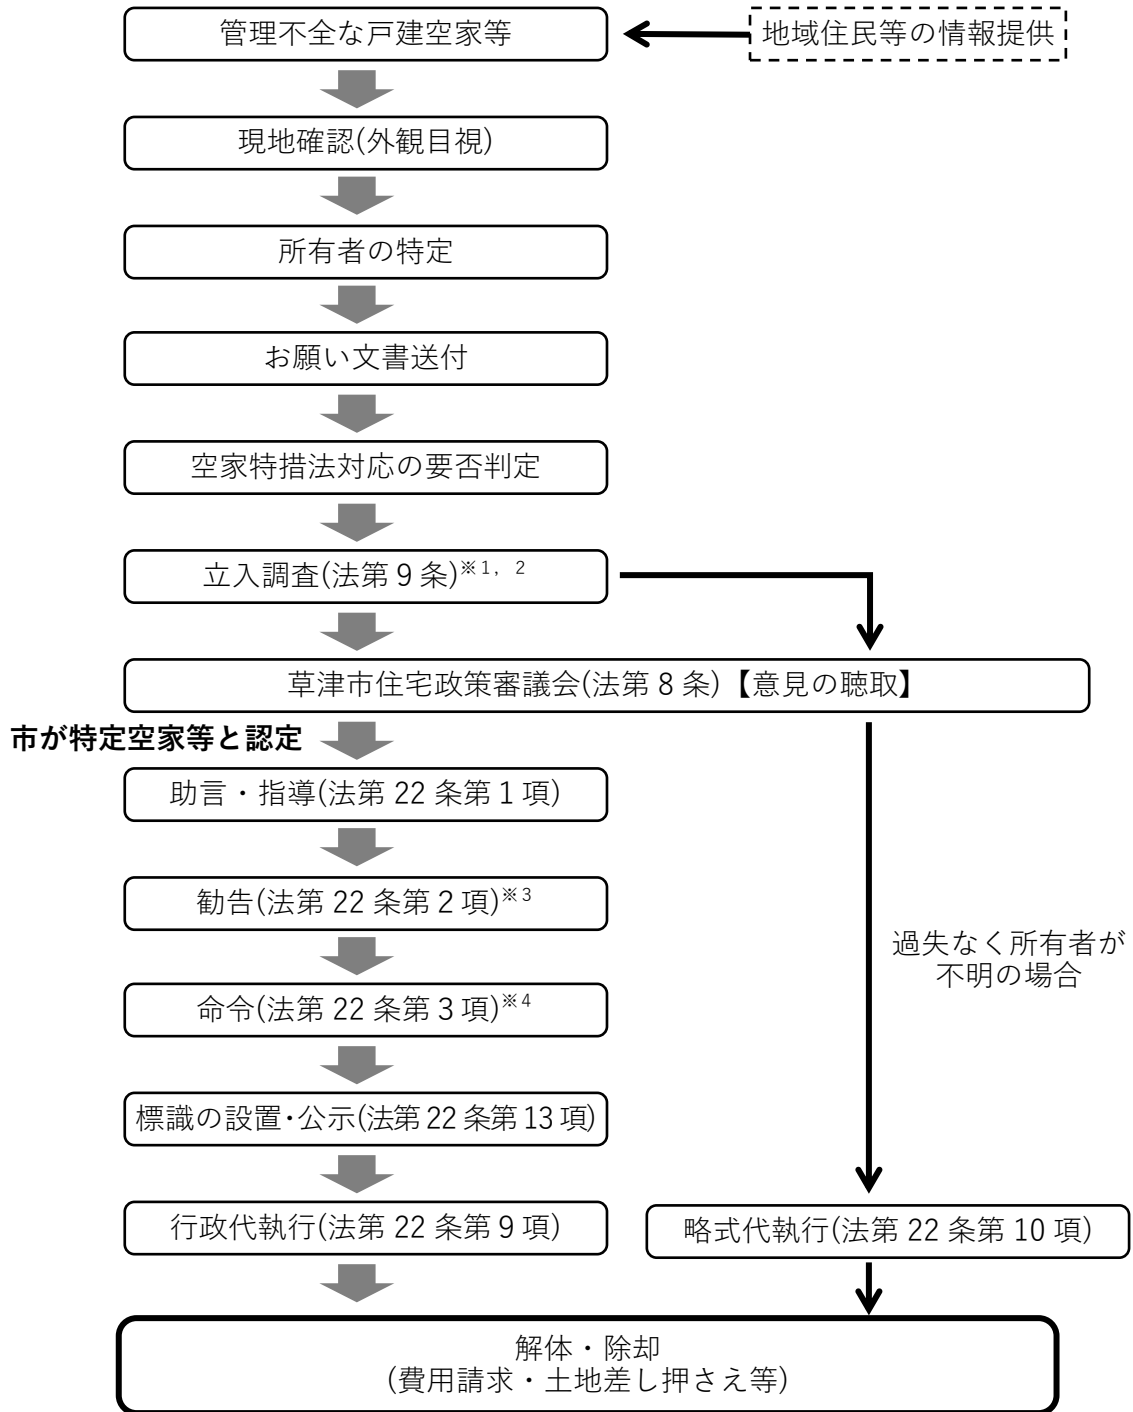 管理不全な戸建空家等
地域住民等の情報提供
現地確認(外観目視)
所有者の特定
お願い文書送付
空家特措法対応の要否判定
立入調査(法第9条)※1, 2
草津市住宅政策審議会(法第8条)【意見の聴取】
市が特定空家等と認定
助言・指導(法第22条第1項)
勧告(法第22条第2項)※3
過失なく所有者が
不明の場合
命令(法第22条第3項)※4
標識の設置・公示(法第22条第13項)
行政代執行(法第22条第9項)
略式代執行(法第22条第10項)
解体・除却
(費用請求・土地差し押さえ等)